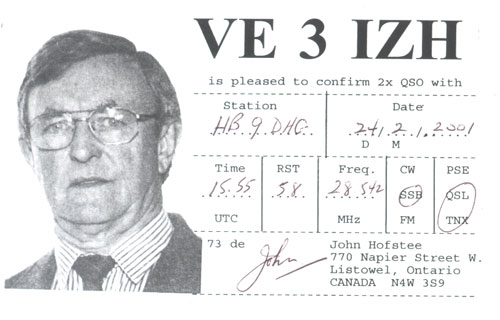 VE 3 IZH
is pleased to confirm 2x QSO with
Station Date
HB 9 DHG 24. 2. 2001
D M
Time RST Freq. CW PSE
15.55 58 28.542 SSB QSL
UTC MHz FM TNX
73 de John John Hofstee
770 Napier Street W.
Listowel, Ontario
CANADA N4W 3S9